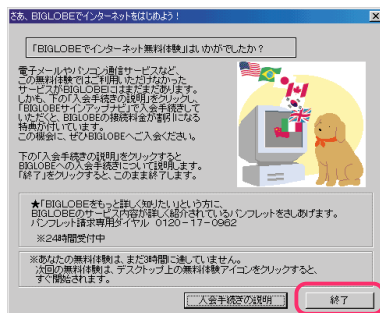 さあ、BIGLOBEでインターネットをはじめよう！
「BIGLOBEでインターネット無料体験」はいかがでしたか？
電子メールやパソコン通信サービスなど、
この無料体験ではご利用いただけなかった
サービスがBIGLOBEにはまだまだあります。
しかも、下の「入会手続きの説明」をクリックし、
「BIGLOBEサインアップナビ」で入会手続きして
いただくと、BIGLOBEの接続料金が割引になる
特典が付いています。
この機会に、ぜひBIGLOBEへご入会ください。
下の「入会手続きの説明」をクリックすると
BIGLOBEへの入会手続きについて説明します。
「終了」をクリックすると、このまま終了します。
★「BIGLOBEをもっと詳しく知りたい」という方に、
BIGLOBEのサービス内容が詳しく紹介されているパンフレットをさしあげます。
パンフレット請求専用ダイヤル 0120-17-0962
※24時間受付中
※あなたの無料体験は、まだ3時間に達していません。
次回の無料体験は、デスクトップ上の無料体験アイコンをクリックすると、
すぐ開始されます。
入会手続きの説明
終了